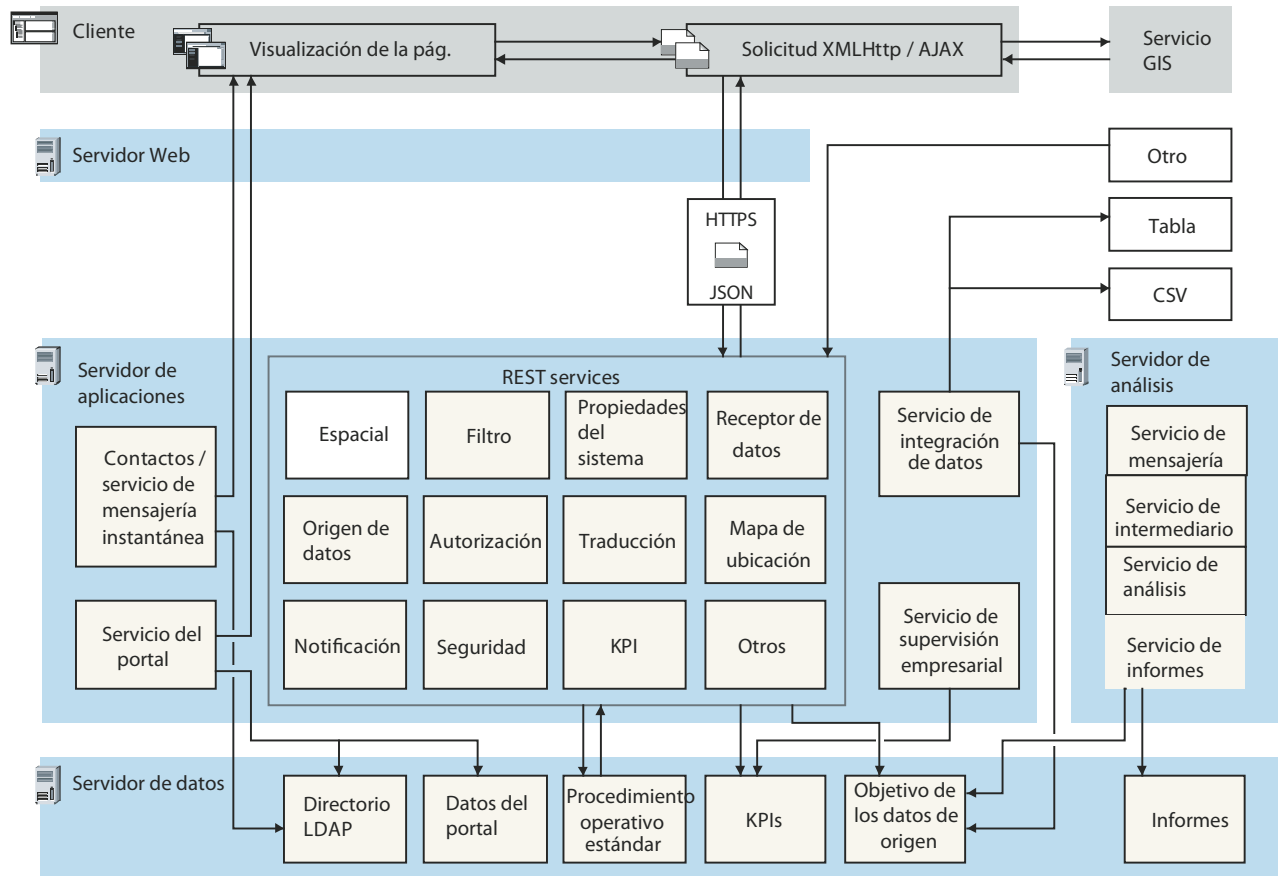 Cliente
Visualización de la pág.
Solicitud XMLHttp / AJAX
Servicio
GIS
Servidor Web
Otro
HTTPS
JSON
Tabla
CSV
Servidor de
aplicaciones
REST services
Servidor de
análisis
Espacial
Filtro
Propiedades
del
sistema
Receptor de
datos
Servicio de
integración
de datos
Servicio de
mensajería
Contactos /
servicio de
mensajería
instantánea
Origen de
datos
Autorización
Traducción
Mapa de
ubicación
Servicio de
intermediario
Servicio de
análisis
Servicio del
portal
Notificación
Seguridad
KPI
Otros
Servicio de
supervisión
empresarial
Servicio de
informes
Servidor de datos
Directorio
LDAP
Datos del
portal
Procedimiento
operativo
estándar
KPIs
Objetivo de
los datos de
origen
Informes